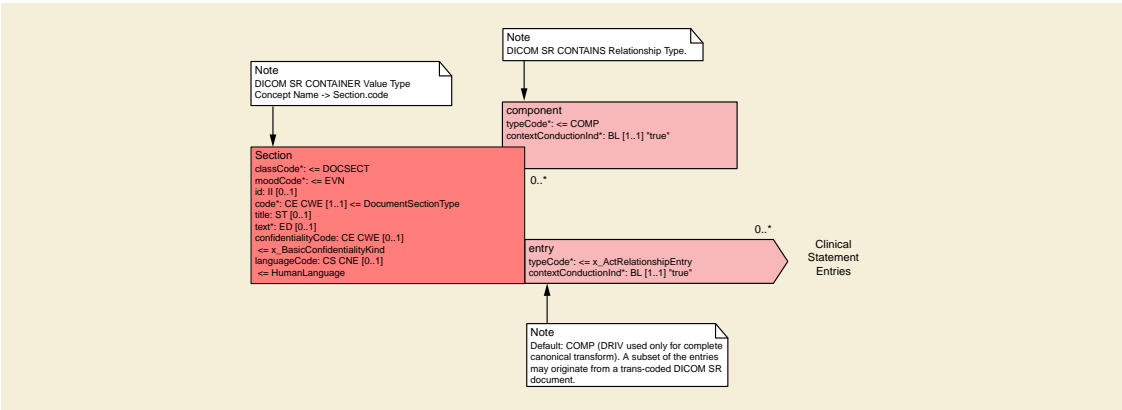 Note
DICOM SR CONTAINS Relationship Type.
Note
DICOM SR CONTAINER Value Type
Concept Name -> Section.code
component
typeCode*: <= COMP
contextConductionInd*: BL [1..1] "true"
0..*
Section
classCode*: <= DOCSECT
moodCode*: <= EVN
id: II [0..1]
code*: CE CWE [1..1] <= DocumentSectionType
title: ST [0..1]
text*: ED [0..1]
confidentialityCode: CE CWE [0..1]
<= x_BasicConfidentialityKind
languageCode: CS CNE [0..1]
<= HumanLanguage
0..*
entry
typeCode*: <= x_ActRelationshipEntry
contextConductionInd*: BL [1..1] "true"
Clinical
Statement
Entries
Note
Default: COMP (DRIV used only for complete
canonical transform). A subset of the entries
may originate from a trans-coded DICOM SR
document.